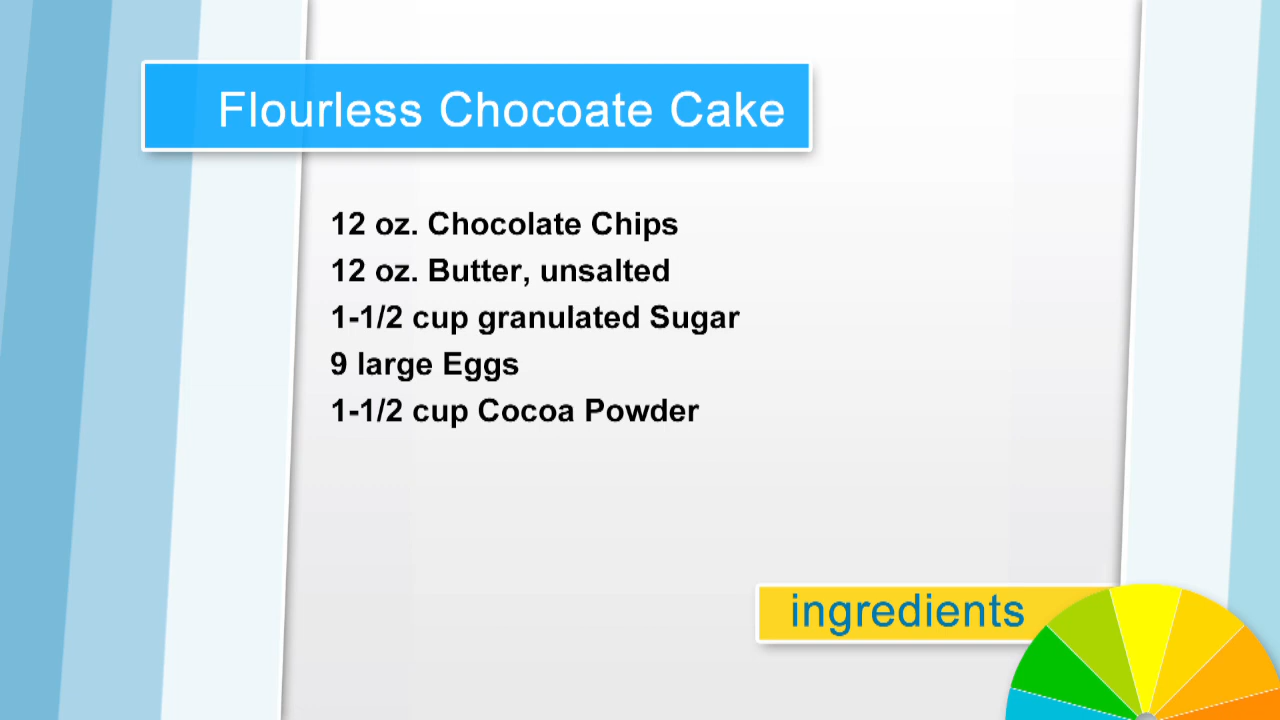 Flourless Chocoate Cake
12 oz. Chocolate Chips
12 oz. Butter, unsalted
1-1/2 cup granulated Sugar
9 large Eggs
1-1/2 cup Cocoa Powder
ingredients